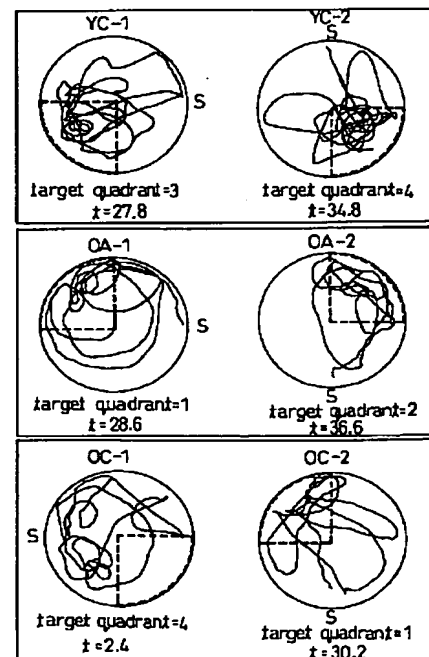 YC-1
S
target quadrant=3
t=27.8
YC-2
S
target quadrant=4
t=34.8
OA-1
S
target quadrant=1
t=28.6
OA-2
S
target quadrant=2
t=36.6
OC-1
S
target quadrant=4
t=2.4
OC-2
S
target quadrant=1
t=30.2